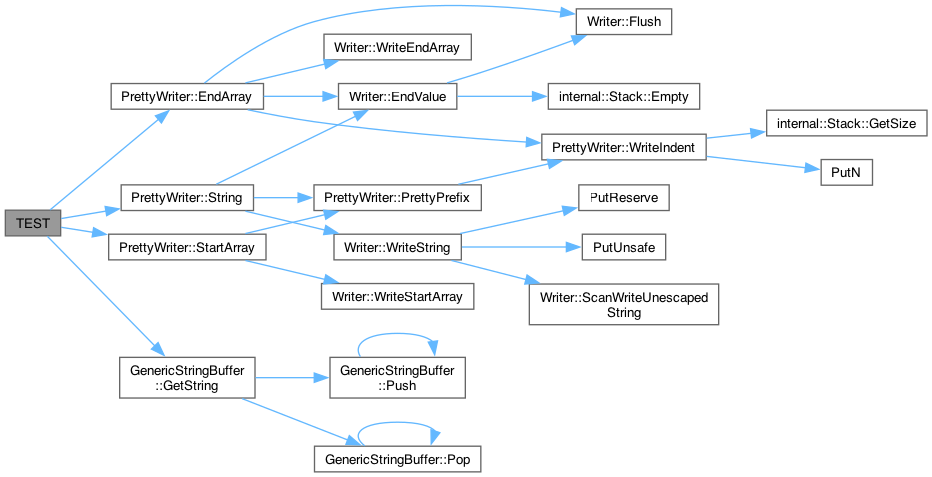 Writer::Flush
Writer::WriteEndArray
PrettyWriter::EndArray
Writer::EndValue
internal::Stack::Empty
internal::Stack::GetSize
PrettyWriter::WriteIndent
PutN
PrettyWriter::String
PrettyWriter::PrettyPrefix
PutReserve
TEST
PrettyWriter::StartArray
Writer::WriteString
PutUnsafe
Writer::WriteStartArray
Writer::ScanWriteUnescaped
String
GenericStringBuffer
::GetString
GenericStringBuffer
::Push
GenericStringBuffer::Pop